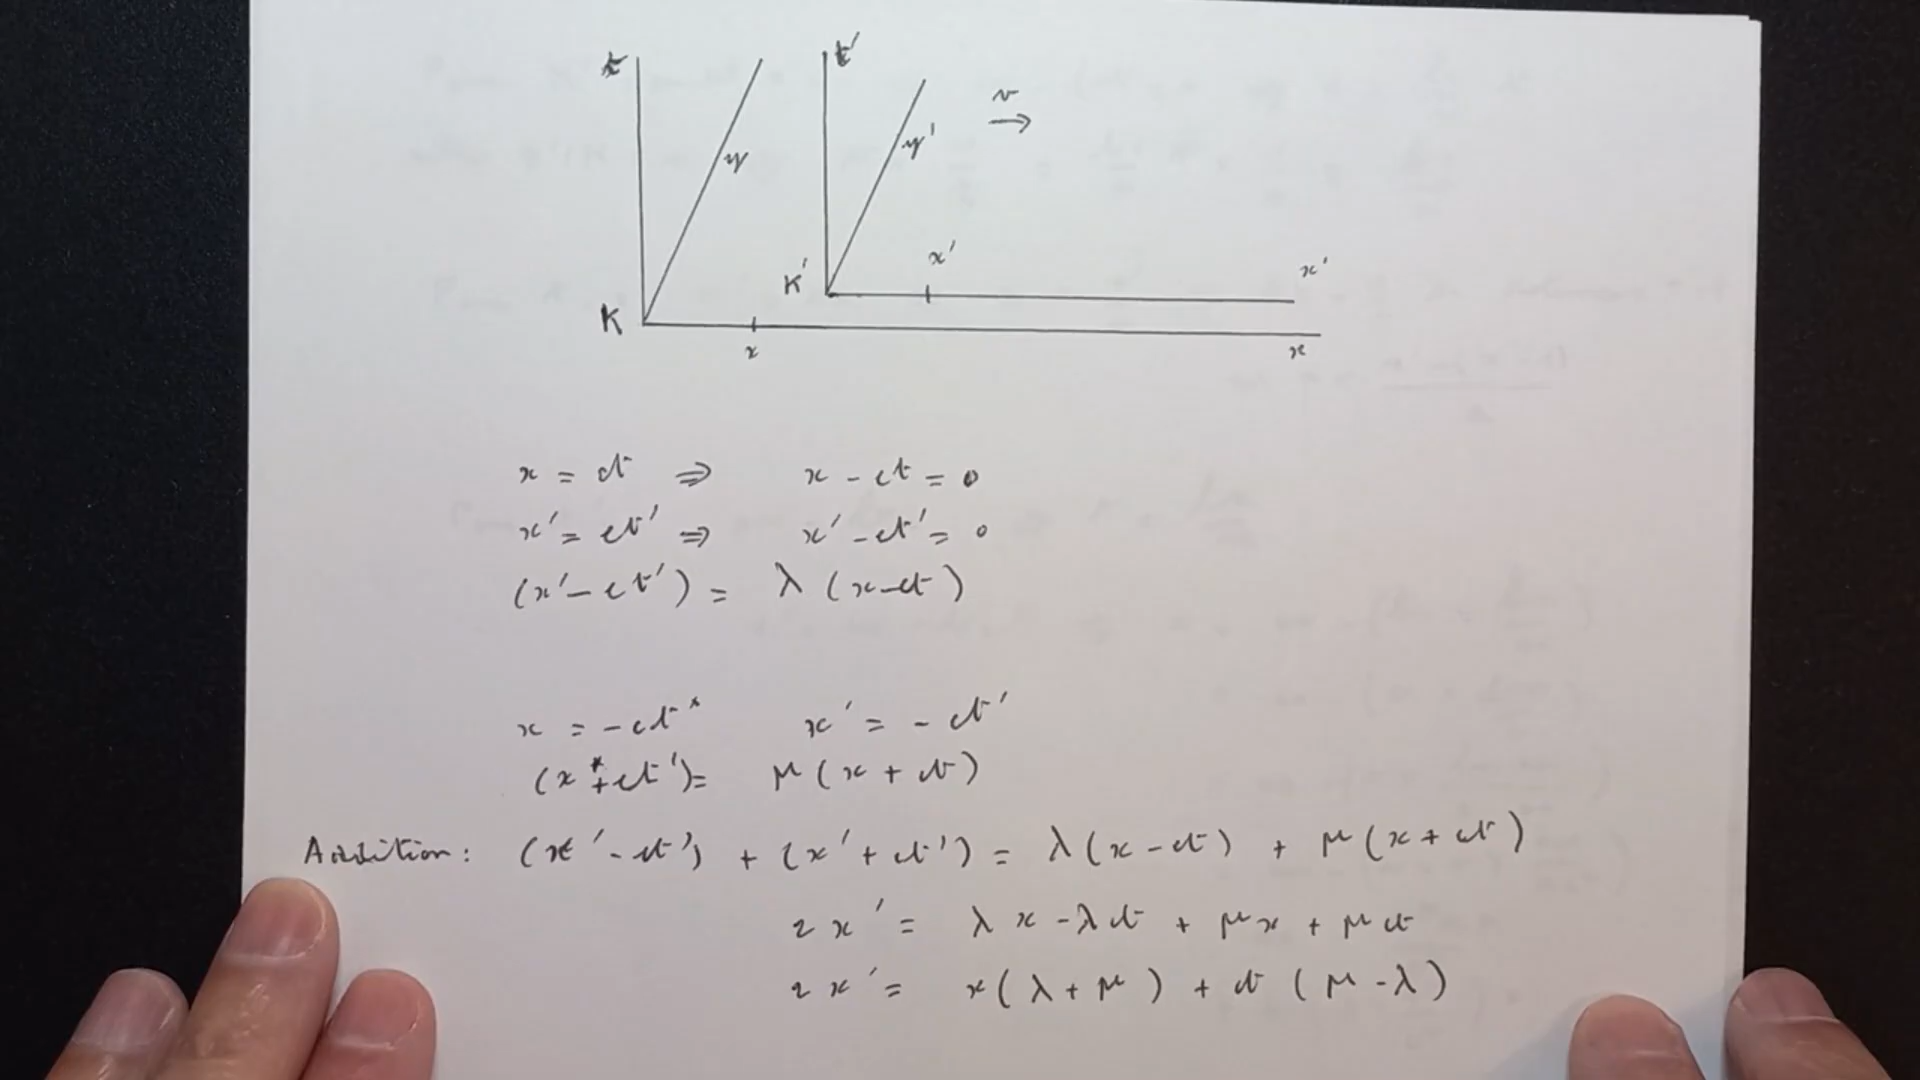 t t'
v
y y'
x'
K' x'
K
x x
x = ct ⇒ x - ct = 0
x' = ct' ⇒ x' - ct' = 0
(x' - ct') = λ (x - ct)
x = -ct* x' = - ct'
(x* + ct') = μ (x + ct)
Addition: (x' - ct') + (x' + ct') = λ (x - ct) + μ (x + ct)
2x' = λx - λct + μx + μct
2x' = x(λ + μ) + ct (μ - λ)